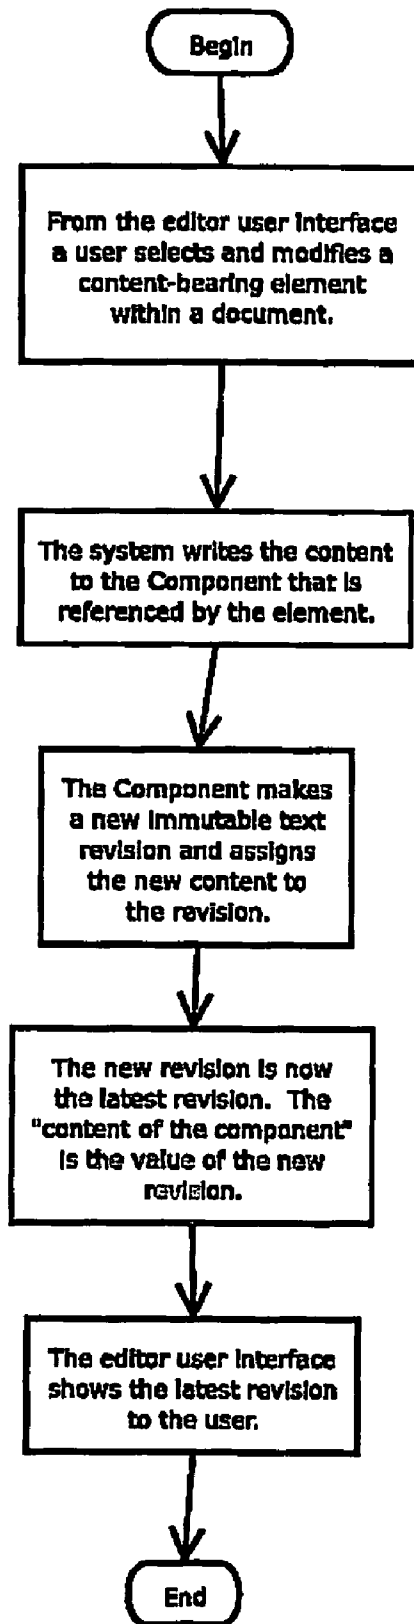 Begin
From the editor user interface
a user selects and modifies a
content-bearing element
within a document.
The system writes the content
to the Component that is
referenced by the element.
The Component makes
a new immutable text
revision and assigns
the new content to
the revision.
The new revision is now
the latest revision. The
"content of the component"
is the value of the new
revision.
The editor user interface
shows the latest revision
to the user.
End